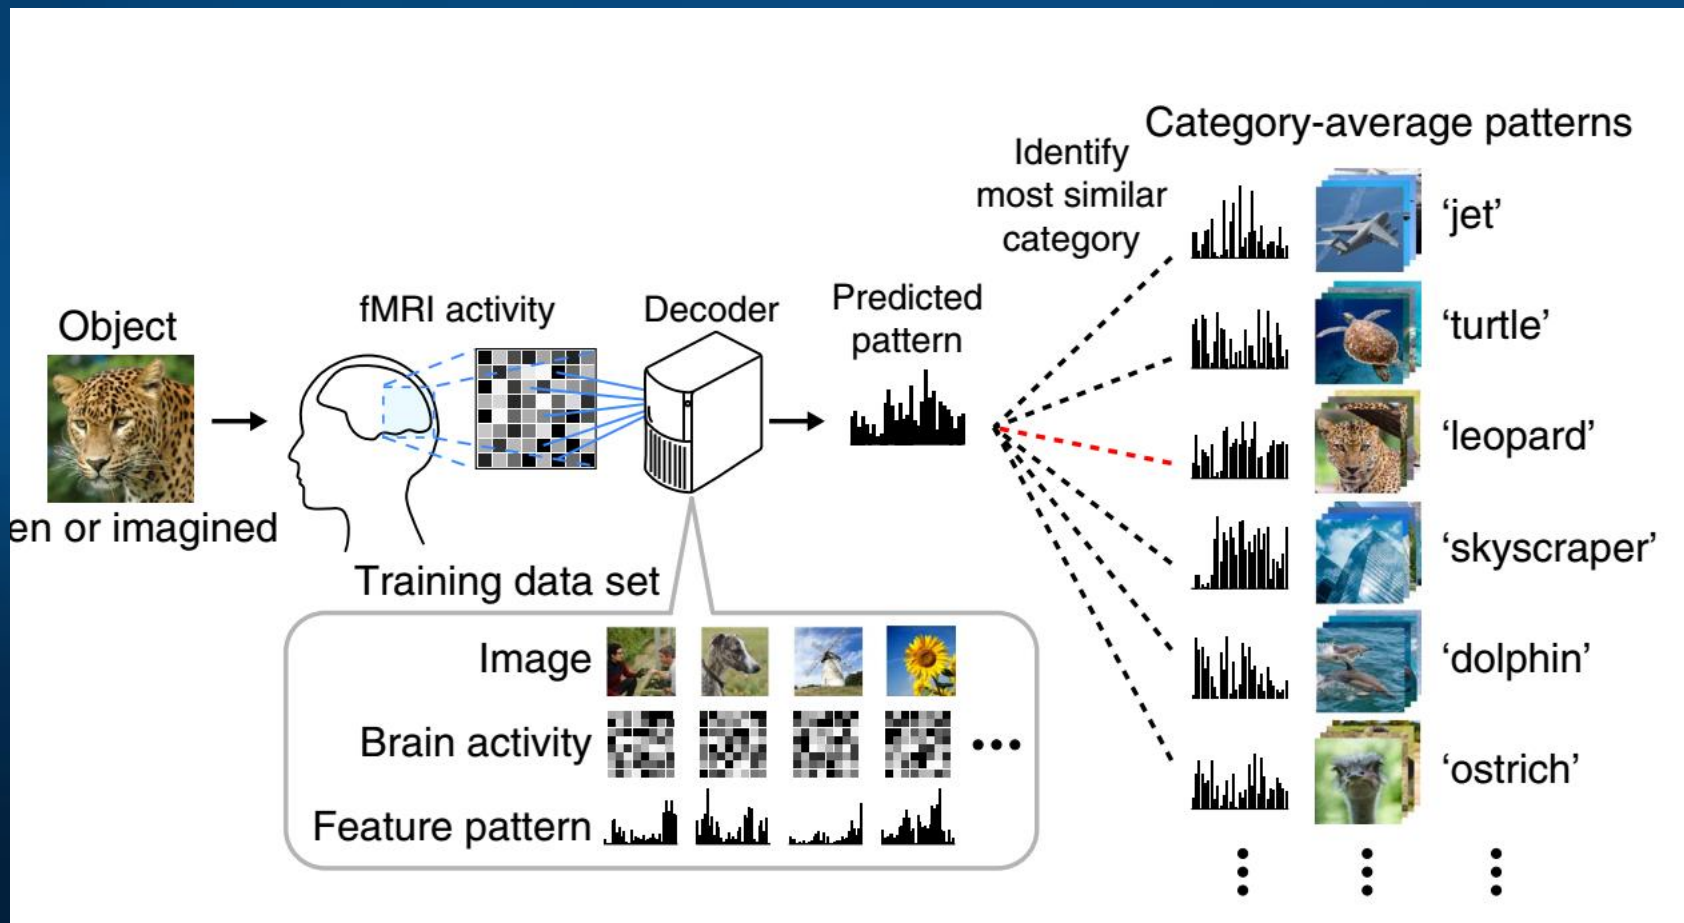 Category-average patterns
Identify
most similar
category
‘jet’
‘turtle’
‘leopard’
‘skyscraper’
‘dolphin’
‘ostrich’
Object
en or imagined
fMRI activity
Decoder
Predicted
pattern
Training data set
Image
Brain activity
Feature pattern